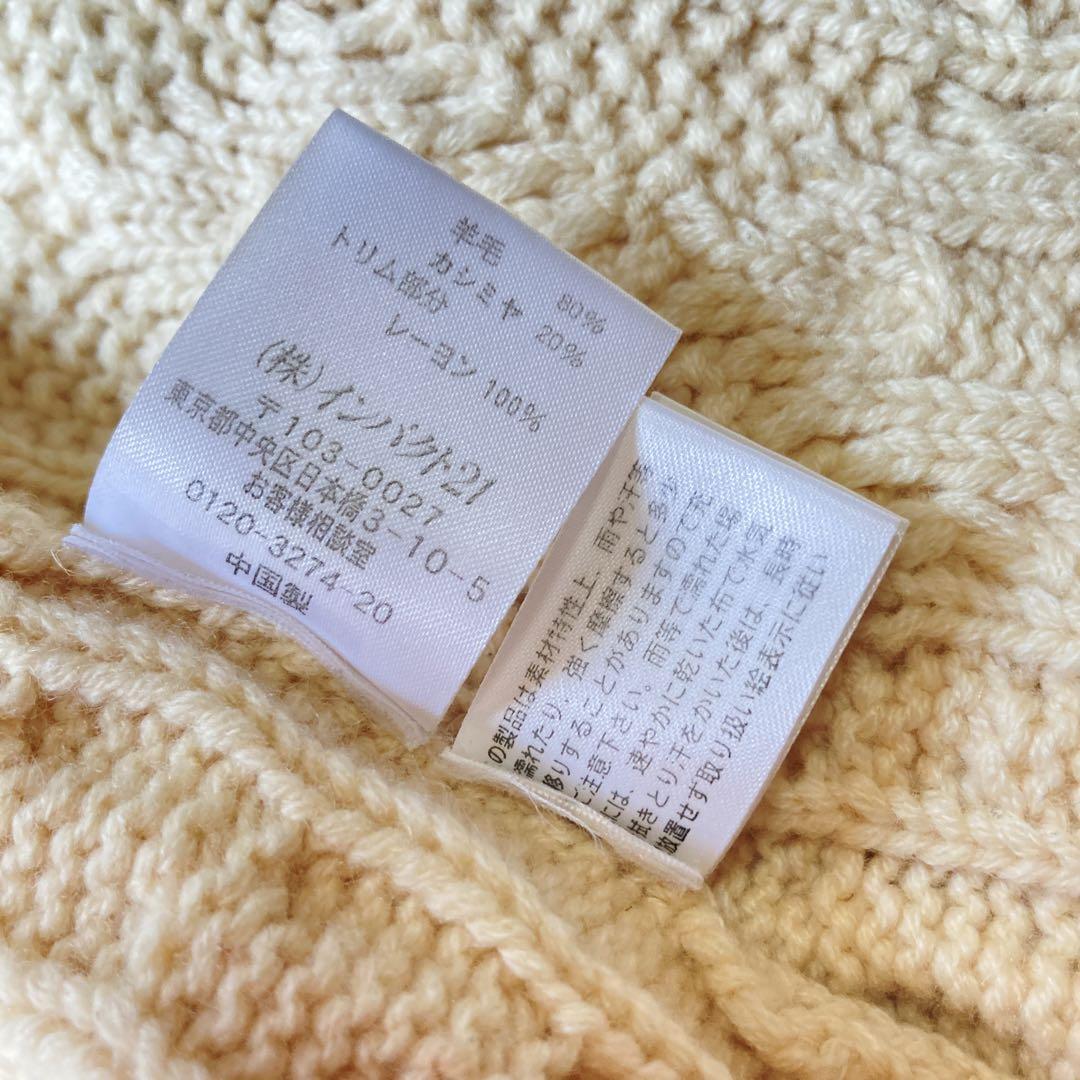 羊毛 80%
カシミヤ 20%
トリム部分
レーヨン 100%
(株)インパクト21
〒103-0027
東京都中央区日本橋3-10-5
お客様相談室
0120-3274-20
中国製
の製品は素材特性上、雨や汗等
濡れたり、強く摩擦すると多少
移りすることがありますので充
ご注意下さい。雨等で濡れた際
には、速やかに乾いた布で水気
拭きとり汗をかいた後は、長時
放置せず取り扱い絵表示に従い